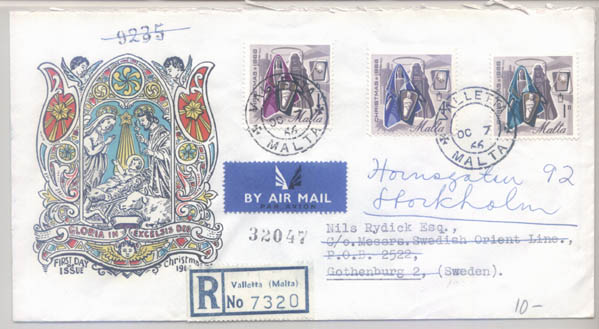 9235
GLORIA IN EXCELSIS DEO
FIRST DAY
ISSUE
Christmas
CHRISTMAS 1966
Malta
CHRISTMAS 1966
Malta
CHRISTMAS 1966
1D
Malta
VALLETTA
OC 7
66
MALTA
VALLETTA
OC 7
66
MALTA
BY AIR MAIL
PAR AVION
Hornsgatan 92
Stockholm
32047
Nils Rydick Esq.,
C/o.Messrs.Swedish Orient Line.,
P.O.B. 2522,
Gothenburg 2, (Sweden).
R
Valletta (Malta)
No 7320
10-